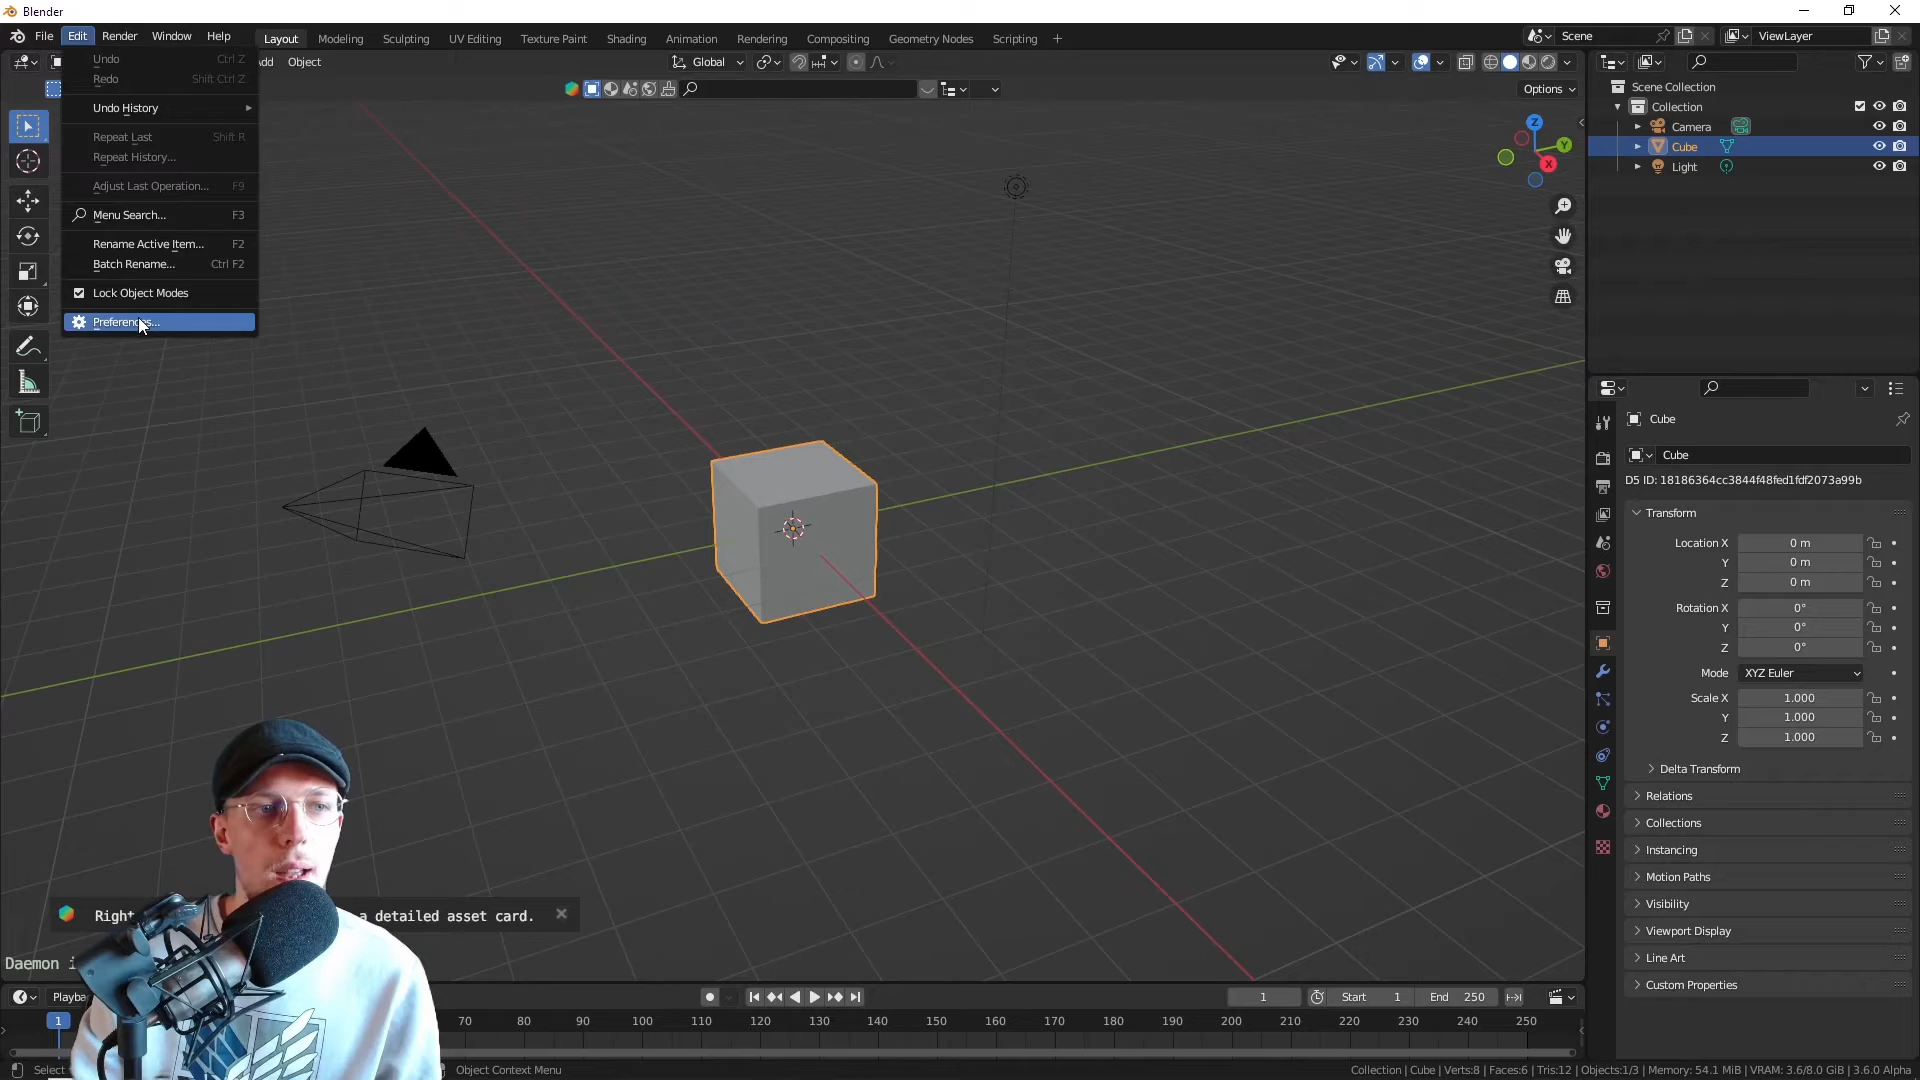 Blender
File Edit Render Window Help Layout Modeling Sculpting UV Editing Texture Paint Shading Animation Rendering Compositing Geometry Nodes Scripting + Scene ViewLayer
Object Global
Options
Undo Ctrl Z
Redo Shift Ctrl Z
Undo History
Repeat Last Shift R
Repeat History...
Adjust Last Operation... F9
Menu Search... F3
Rename Active Item... F2
Batch Rename... Ctrl F2
Lock Object Modes
Preferences...
Z
Y
X
Scene Collection
Collection
Camera
Cube
Light
Cube
Cube
D5 ID: 18186364cc3844f48fed1fdf2073a99b
Transform
Location X 0 m
Y 0 m
Z 0 m
Rotation X 0°
Y 0°
Z 0°
Mode XYZ Euler
Scale X 1.000
Y 1.000
Z 1.000
Delta Transform
Relations
Collections
Instancing
Motion Paths
Visibility
Viewport Display
Line Art
Custom Properties
Right a detailed asset card.
Daemon
1 Start 1 End 250
1 70 80 90 100 110 120 130 140 150 160 170 180 190 200 210 220 230 240 250
Select Object Context Menu Collection | Cube | Verts:8 | Faces:6 | Tris:12 | Objects:1/3 | Memory: 54.1 MiB | VRAM: 3.6/8.0 GiB | 3.6.0 Alpha